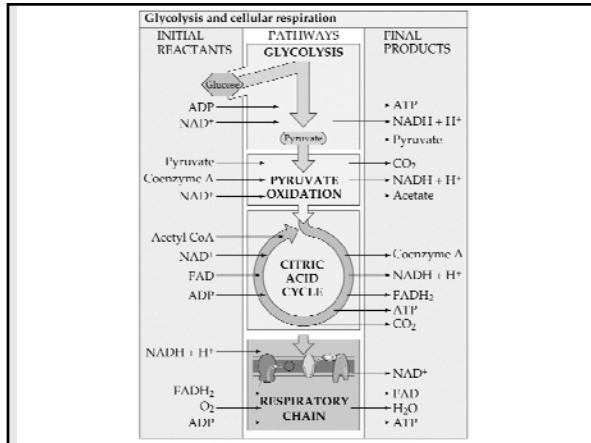 Glycolysis and cellular respiration
INITIAL REACTANTS
PATHWAYS
FINAL PRODUCTS
GLYCOLYSIS
Glucose
ADP
NAD⁺
ATP
NADH + H⁺
Pyruvate
Pyruvate
Pyruvate
Coenzyme A
NAD⁺
PYRUVATE
OXIDATION
CO₂
NADH + H⁺
Acetate
Acetyl CoA
NAD⁺
FAD
ADP
CITRIC
ACID
CYCLE
Coenzyme A
NADH + H⁺
FADH₂
ATP
CO₂
NADH + H⁺
FADH₂
O₂
ADP
RESPIRATORY
CHAIN
NAD⁺
FAD
H₂O
ATP